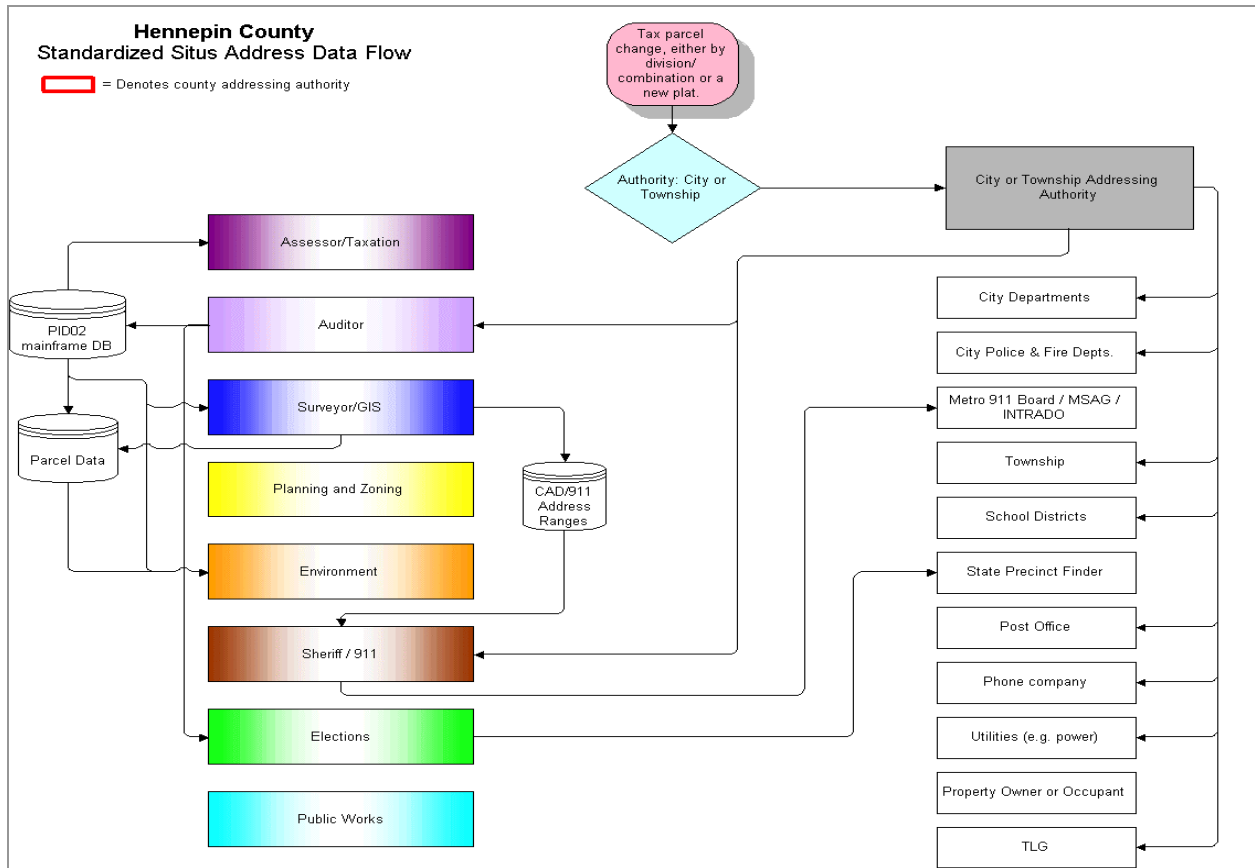 Hennepin County
Standardized Situs Address Data Flow
= Denotes county addressing authority
Tax parcel
change, either by
division/
combination or a
new plat.
Authority: City or
Township
City or Township Addressing
Authority
Assessor/Taxation
Auditor
Surveyor/GIS
Planning and Zoning
Environment
Sheriff / 911
Elections
Public Works
PID02
mainframe DB
Parcel Data
CAD/911
Address
Ranges
City Departments
City Police & Fire Depts.
Metro 911 Board / MSAG /
INTRADO
Township
School Districts
State Precinct Finder
Post Office
Phone company
Utilities (e.g. power)
Property Owner or Occupant
TLG